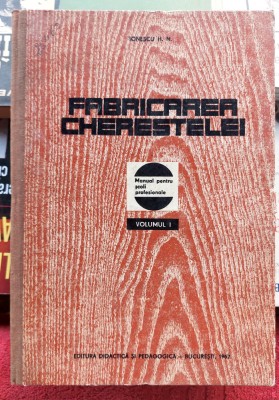 IONESCU H. N.
FABRICAREA
CHERESTELEI
Manual pentru
școli
profesionale
VOLUMUL I
EDITURA DIDACTICĂ ȘI PEDAGOGICĂ - BUCUREȘTI, 1967